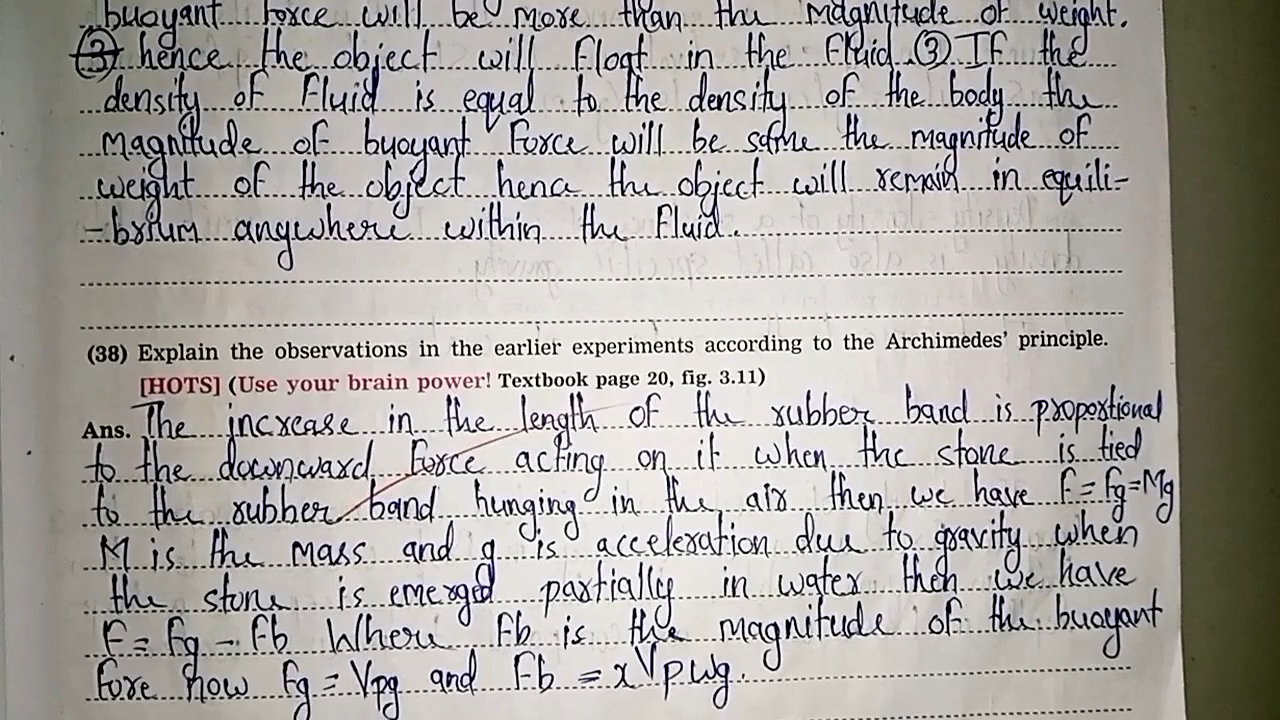 buoyant force will be more than the magnitude of weight.
(3) hence the object will float in the fluid. (3) If the
density of fluid is equal to the density of the body the
magnitude of buoyant force will be same the magnitude of
weight of the object henc the object will remain in equili-
-brium anywhere within the fluid.
(38) Explain the observations in the earlier experiments according to the Archimedes' principle.
[HOTS] (Use your brain power! Textbook page 20, fig. 3.11)
Ans. The increase in the length of the rubber band is proportional
to the downward force acting on it when the stone is tied
to the rubber band hunging in the air then we have F=Fg=Mg
M is the mass and g is acceleration due to gravity when
the stone is emerged partially in water then we have
F = Fg - Fb Where Fb is the magnitude of the buoyant
fore now Fg = Vpg and Fb = xVpwg.